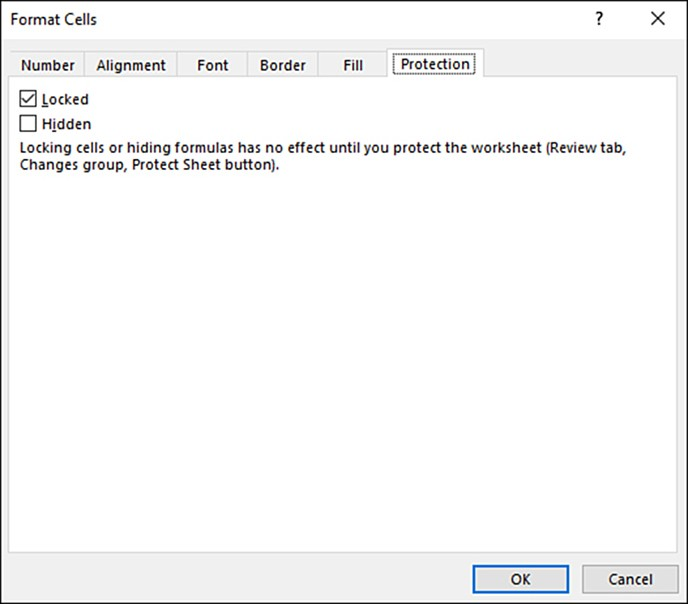 Format Cells ?
Number Alignment Font Border Fill Protection
Locked
Hidden
Locking cells or hiding formulas has no effect until you protect the worksheet (Review tab,
Changes group, Protect Sheet button).
OK Cancel